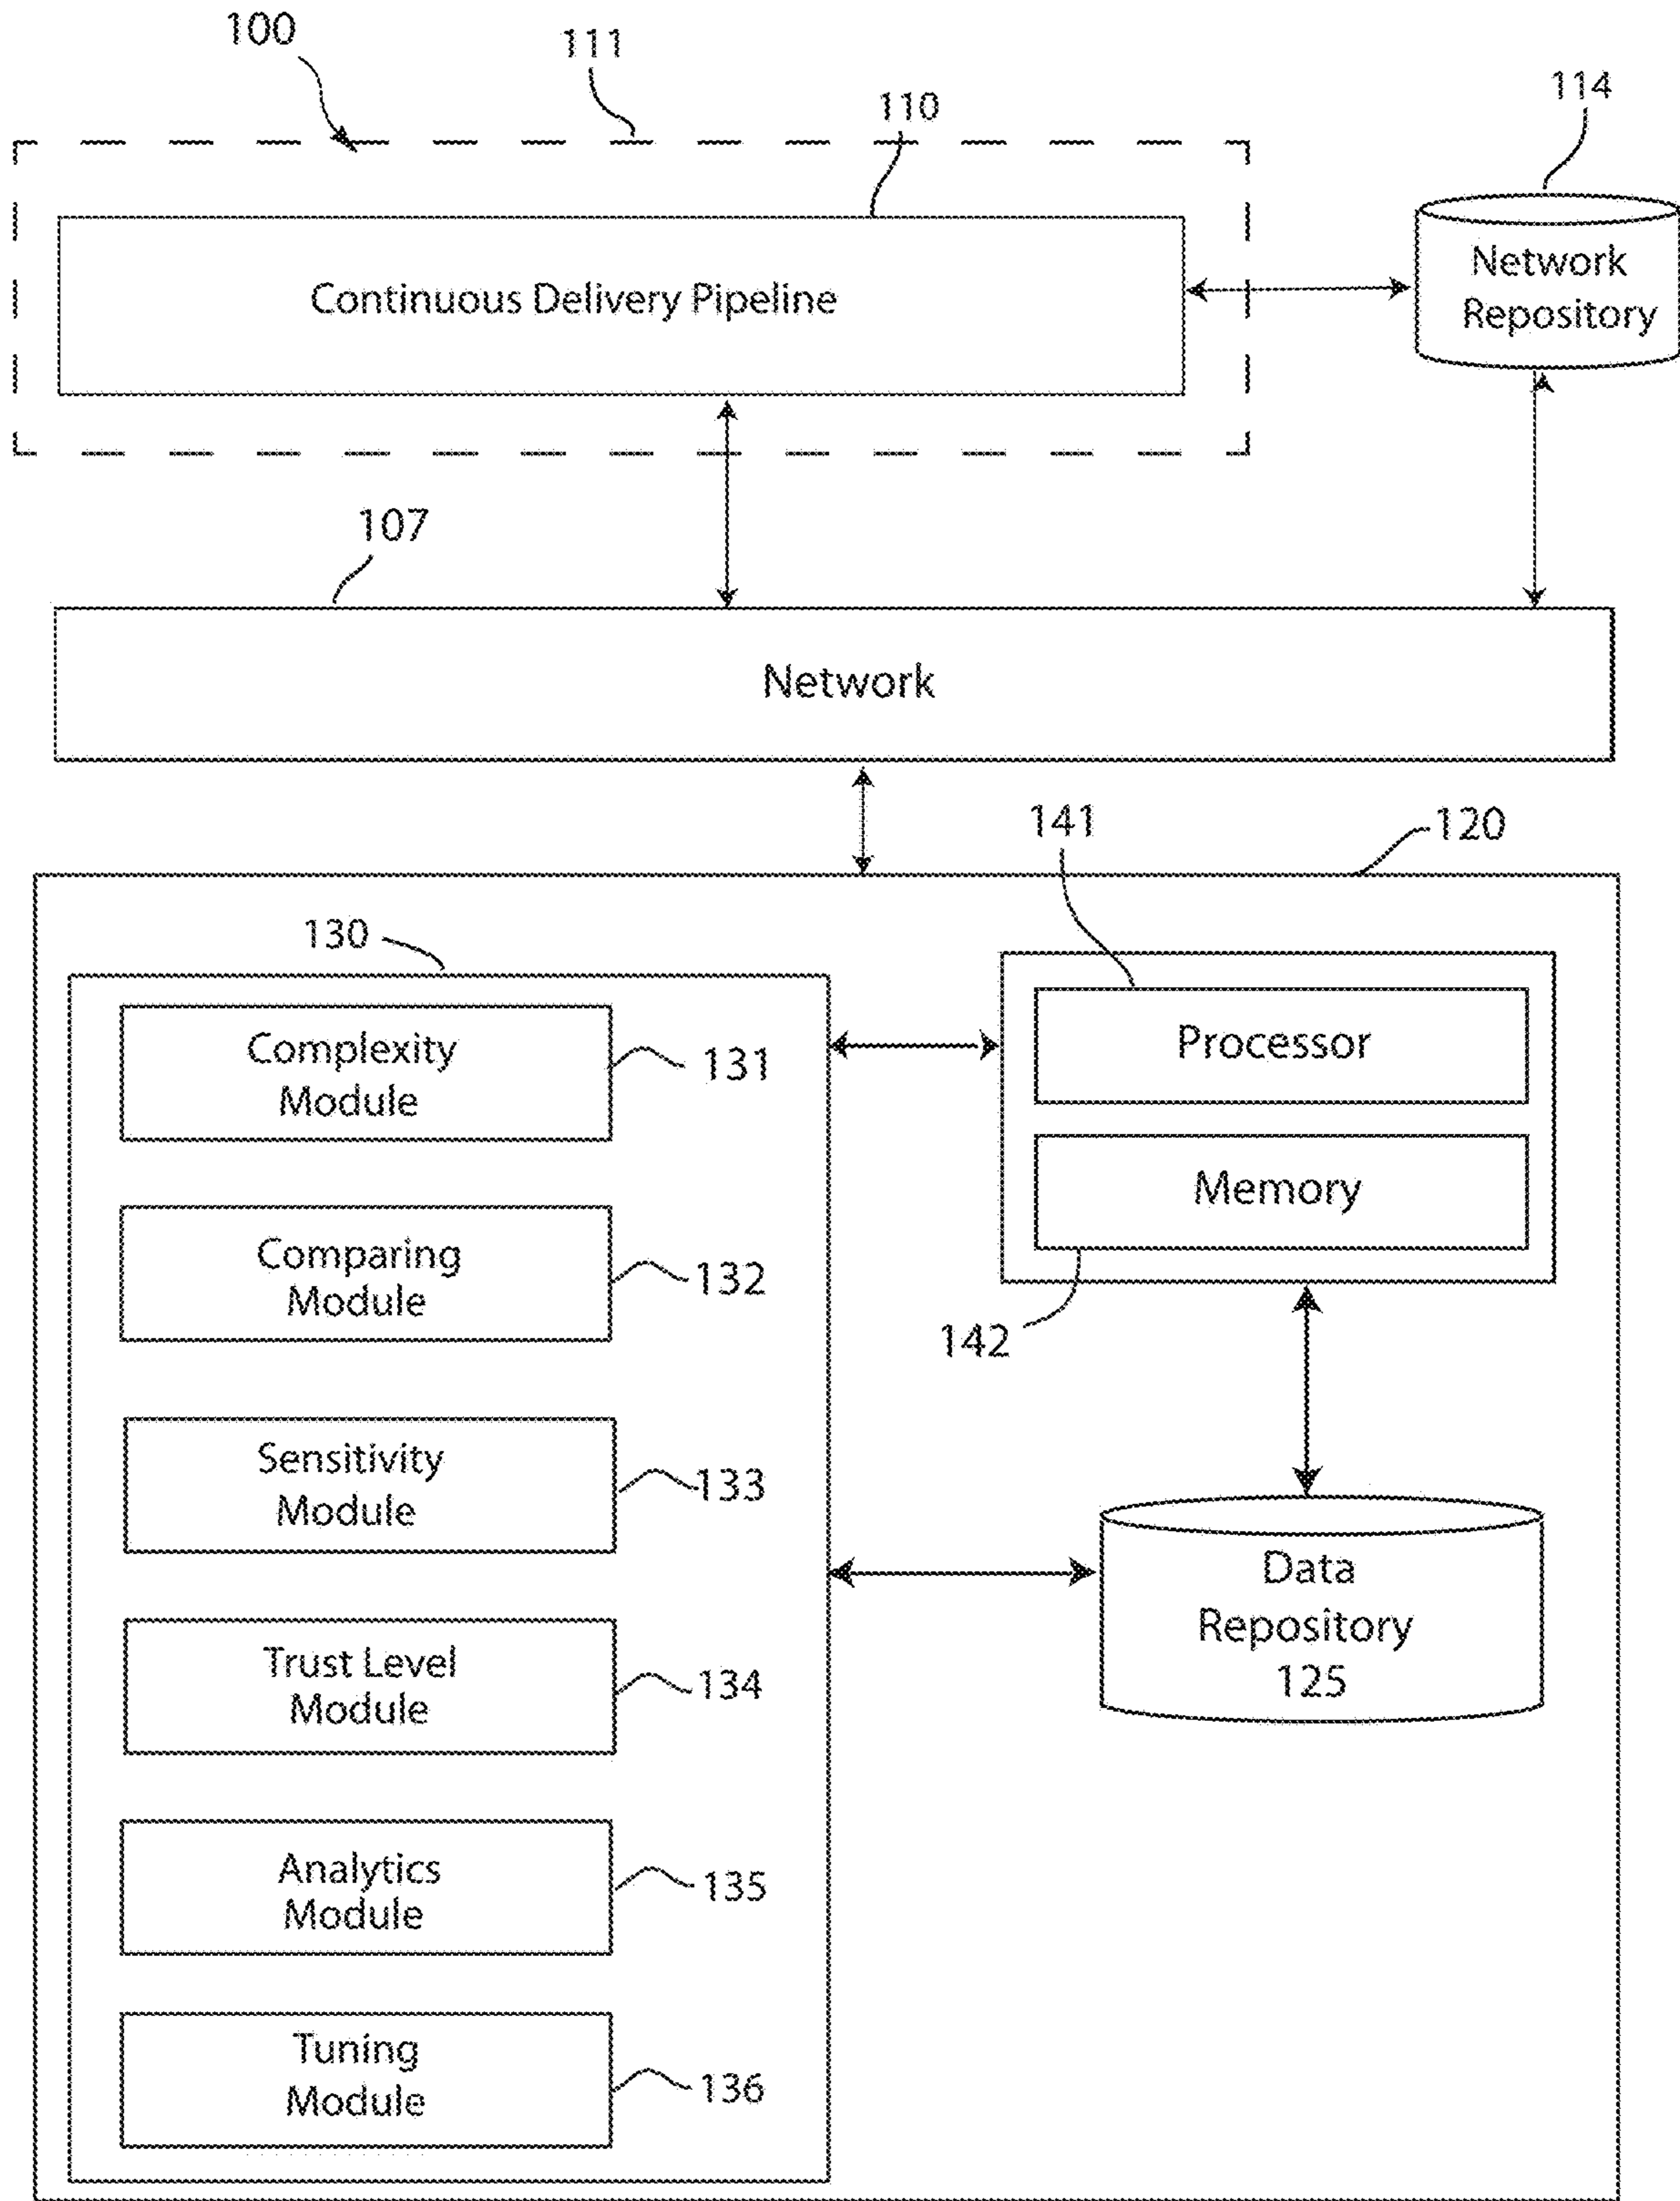 100
111
110
114
Continuous Delivery Pipeline
Network
Repository
107
Network
141
120
130
Complexity
Module
131
Processor
Memory
142
Comparing
Module
132
Sensitivity
Module
133
Data
Repository
125
Trust Level
Module
134
Analytics
Module
135
Tuning
Module
136